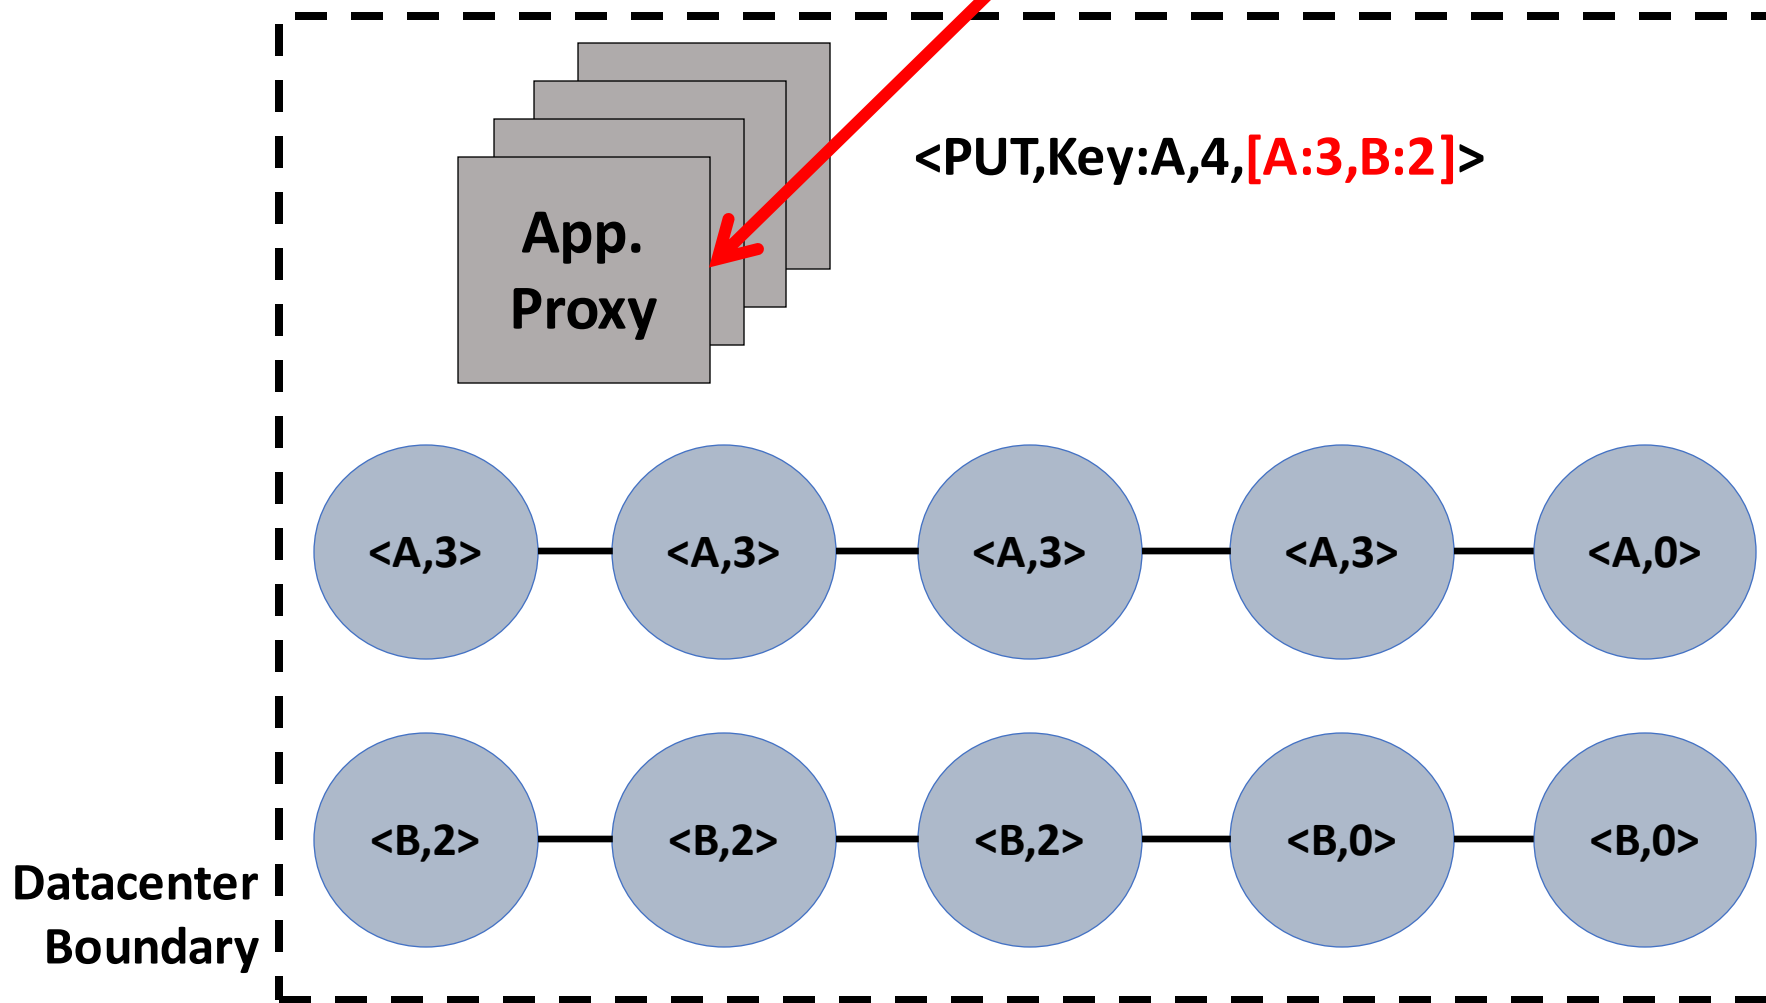 <PUT,Key:A,4,[A:3,B:2]>
App.
Proxy
<A,3> <A,3> <A,3> <A,3> <A,0>
<B,2> <B,2> <B,2> <B,0> <B,0>
Datacenter
Boundary